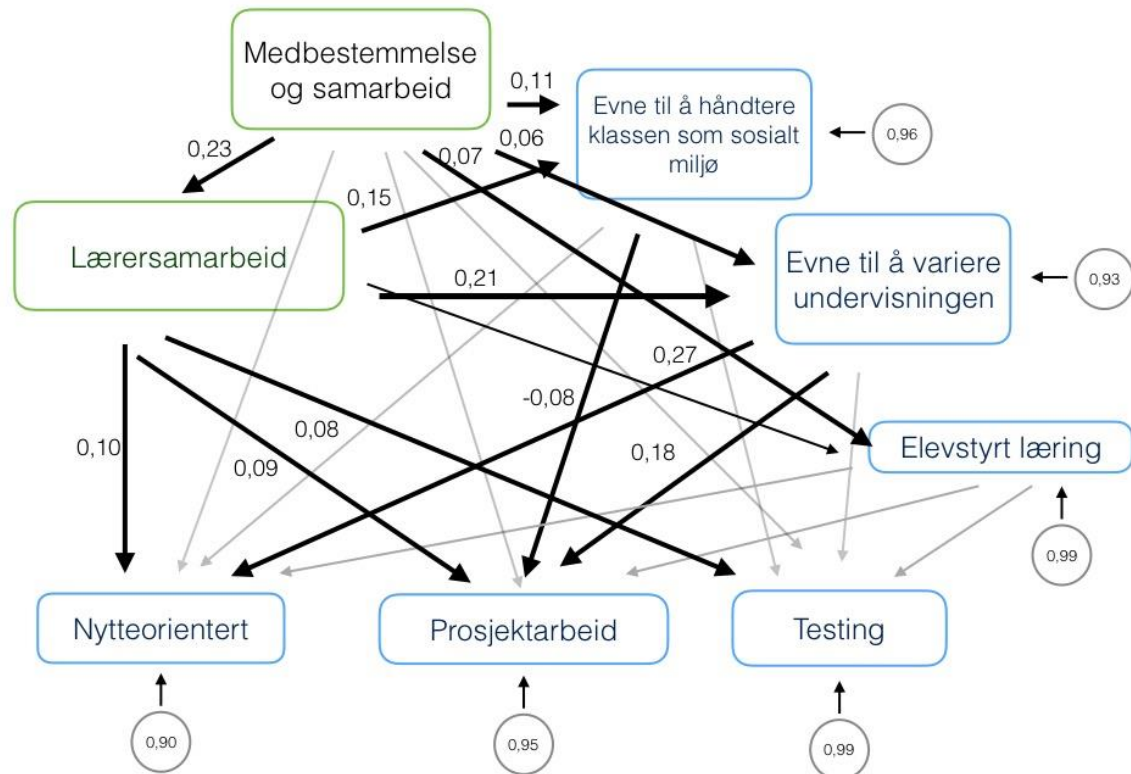 Medbestemmelse
og samarbeid
0,11
Evne til å håndtere
klassen som sosialt
miljø
0,96
0,23
0,07
0,06
0,15
Lærersamarbeid
0,21
Evne til å variere
undervisningen
0,93
0,27
-0,08
0,10
0,08
0,09
0,18
Elevstyrt læring
0,99
Nytteorientert
Prosjektarbeid
Testing
0,90
0,95
0,99